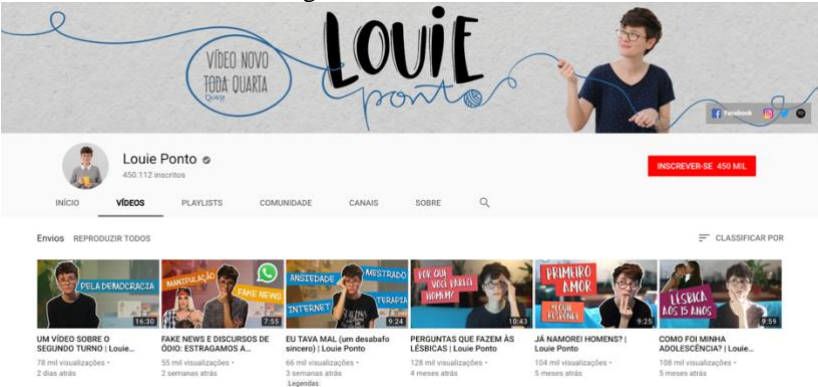 LOUIE
ponto
VÍDEO NOVO
TODA QUARTA
Quase
Facebook
Louie Ponto
450.112 inscritos
INSCREVER-SE 450 MIL
INÍCIO VÍDEOS PLAYLISTS COMUNIDADE CANAIS SOBRE
Envios REPRODUZIR TODOS
CLASSIFICAR POR
PELA DEMOCRACIA
16:30
MANIPULAÇÃO
FAKE NEWS
7:55
ANSIEDADE
MESTRADO
INTERNET
TERAPIA
9:24
POR QUE
VOCÊ PARECE
HOMEM?
10:43
PRIMEIRO
AMOR
RESPONDE
9:25
LÉSBICA
AOS 15 ANOS
9:59
UM VÍDEO SOBRE O
SEGUNDO TURNO | Louie...
78 mil visualizações •
2 dias atrás
FAKE NEWS E DISCURSOS DE
ÓDIO: ESTRAGAMOS A...
55 mil visualizações •
2 semanas atrás
EU TAVA MAL (um desabafo
sincero) | Louie Ponto
66 mil visualizações •
3 semanas atrás
Legendas
PERGUNTAS QUE FAZEM ÀS
LÉSBICAS | Louie Ponto
128 mil visualizações •
4 meses atrás
JÁ NAMOREI HOMENS? |
Louie Ponto
104 mil visualizações •
5 meses atrás
COMO FOI MINHA
ADOLESCÊNCIA? | Louie...
108 mil visualizações •
5 meses atrás